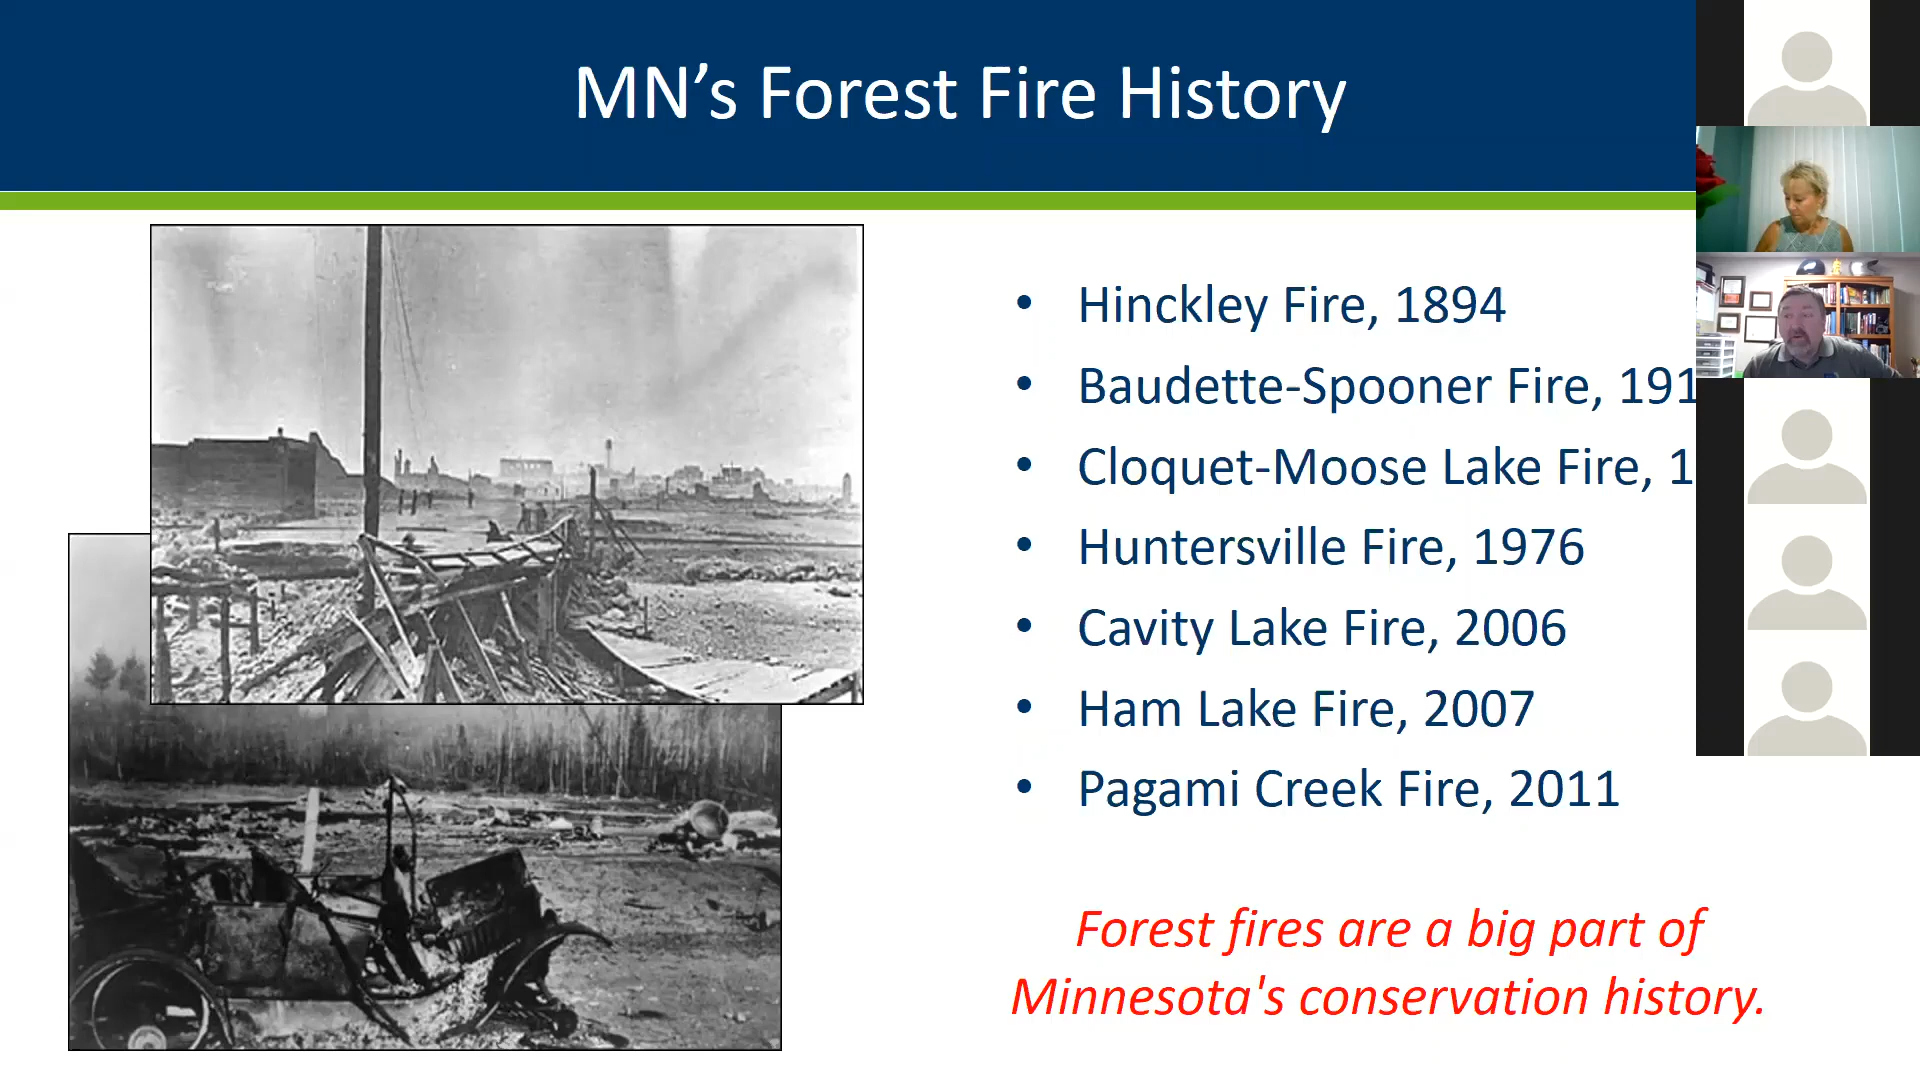 MN’s Forest Fire History
• Hinckley Fire, 1894
• Baudette-Spooner Fire, 191
• Cloquet-Moose Lake Fire, 1
• Huntersville Fire, 1976
• Cavity Lake Fire, 2006
• Ham Lake Fire, 2007
• Pagami Creek Fire, 2011
Forest fires are a big part of
Minnesota's conservation history.